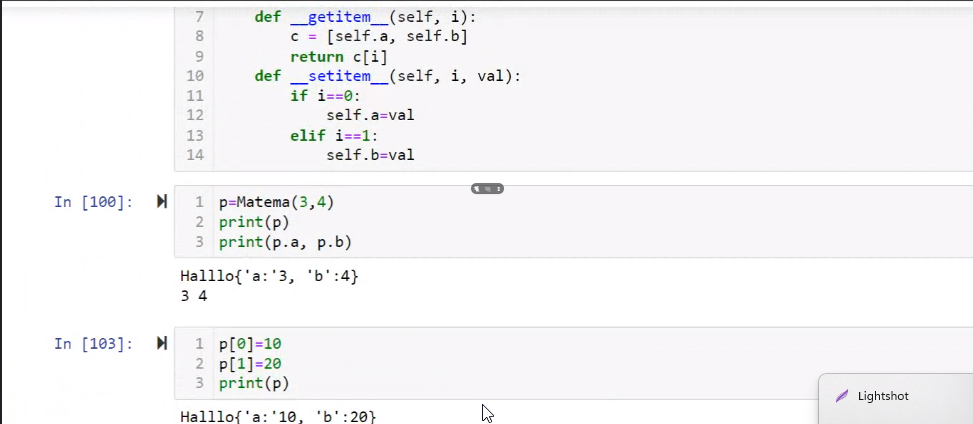 7 def __getitem__(self, i):
8 c = [self.a, self.b]
9 return c[i]
10 def __setitem__(self, i, val):
11 if i==0:
12 self.a=val
13 elif i==1:
14 self.b=val
In [100]:
1 p=Matema(3,4)
2 print(p)
3 print(p.a, p.b)
Halllo{'a:'3, 'b':4}
3 4
In [103]:
1 p[0]=10
2 p[1]=20
3 print(p)
Halllo{'a:'10, 'b':20}
Lightshot